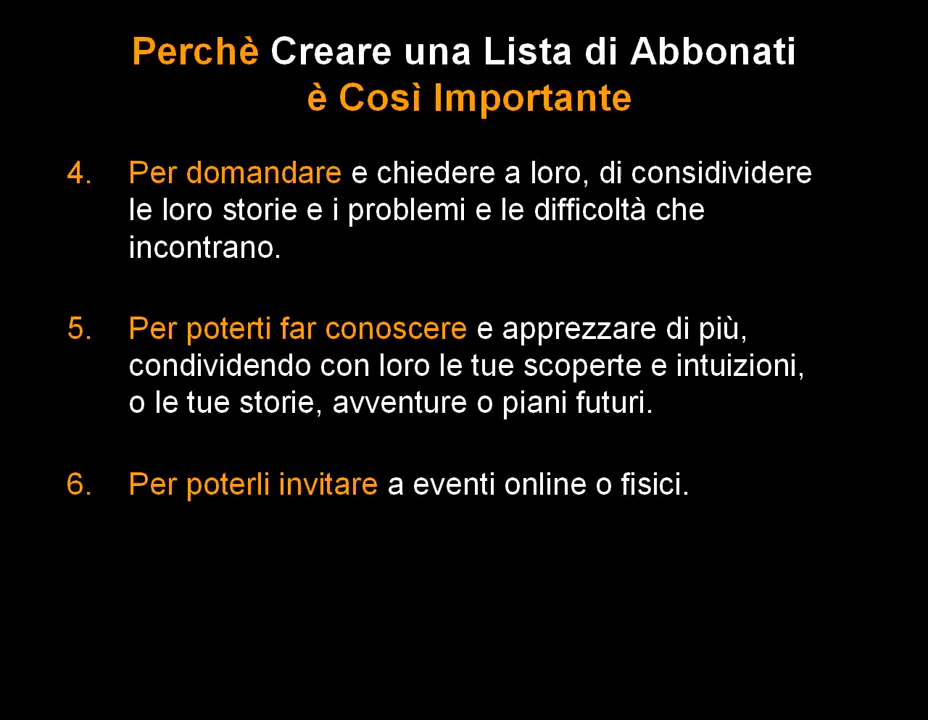 Perchè Creare una Lista di Abbonati
è Così Importante
4. Per domandare e chiedere a loro, di considividere
le loro storie e i problemi e le difficoltà che
incontrano.
5. Per poterti far conoscere e apprezzare di più,
condividendo con loro le tue scoperte e intuizioni,
o le tue storie, avventure o piani futuri.
6. Per poterli invitare a eventi online o fisici.